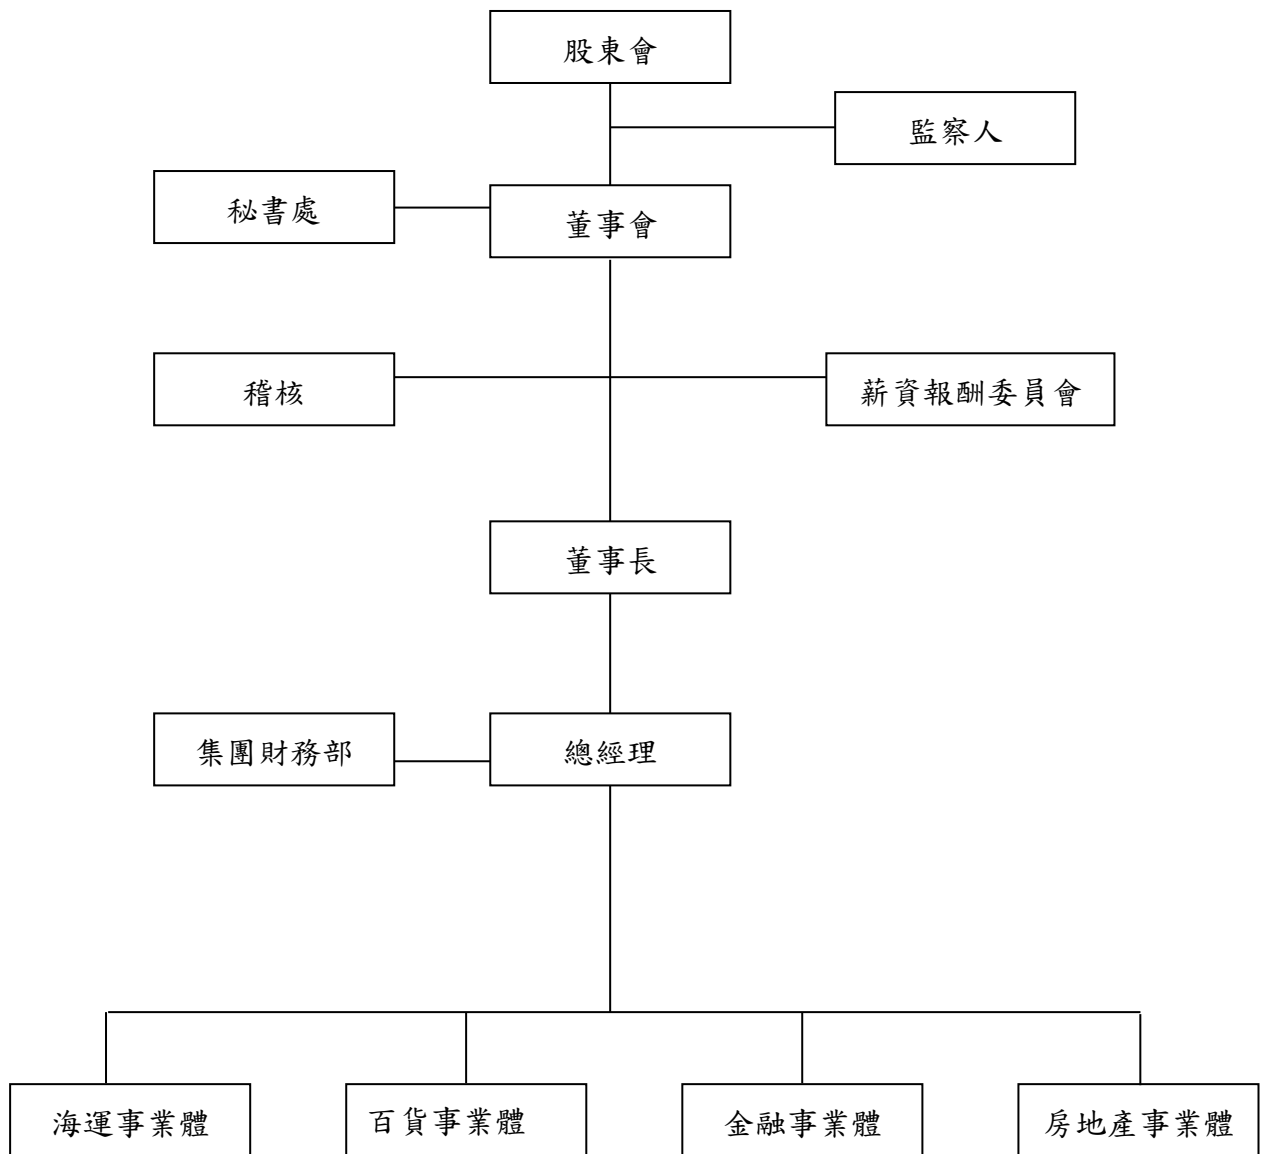 股東會
監察人
秘書處
董事會
稽核
薪資報酬委員會
董事長
集團財務部
總經理
海運事業體
百貨事業體
金融事業體
房地產事業體